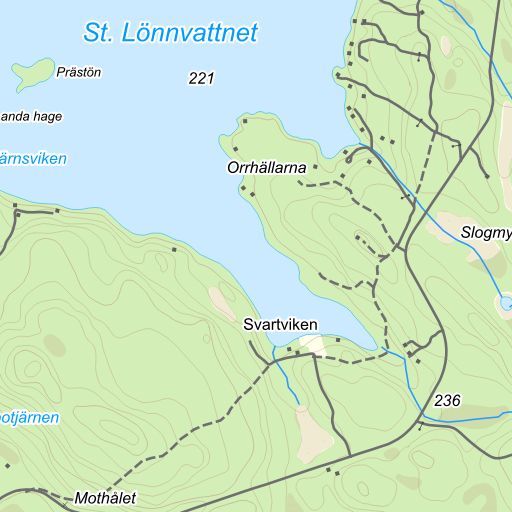 St. Lönnvattnet
Prästön
221
anda hage
ärnsviken
Orrhällarna
Slogmy
Svartviken
236
otjärnen
Mothålet